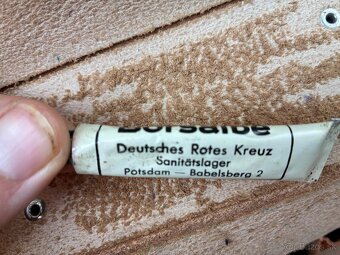 Borsalbe
Deutsches Rotes Kreuz
Sanitätslager
Potsdam — Babelsberg 2